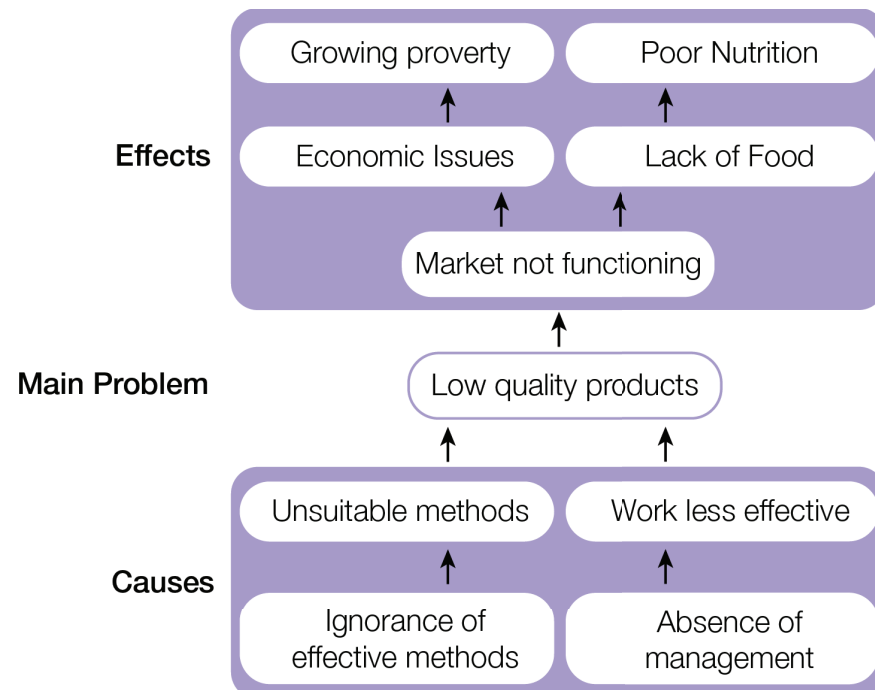 Growing proverty
Poor Nutrition
Effects
Economic Issues
Lack of Food
Market not functioning
Main Problem
Low quality products
Unsuitable methods
Work less effective
Causes
Ignorance of
effective methods
Absence of
management